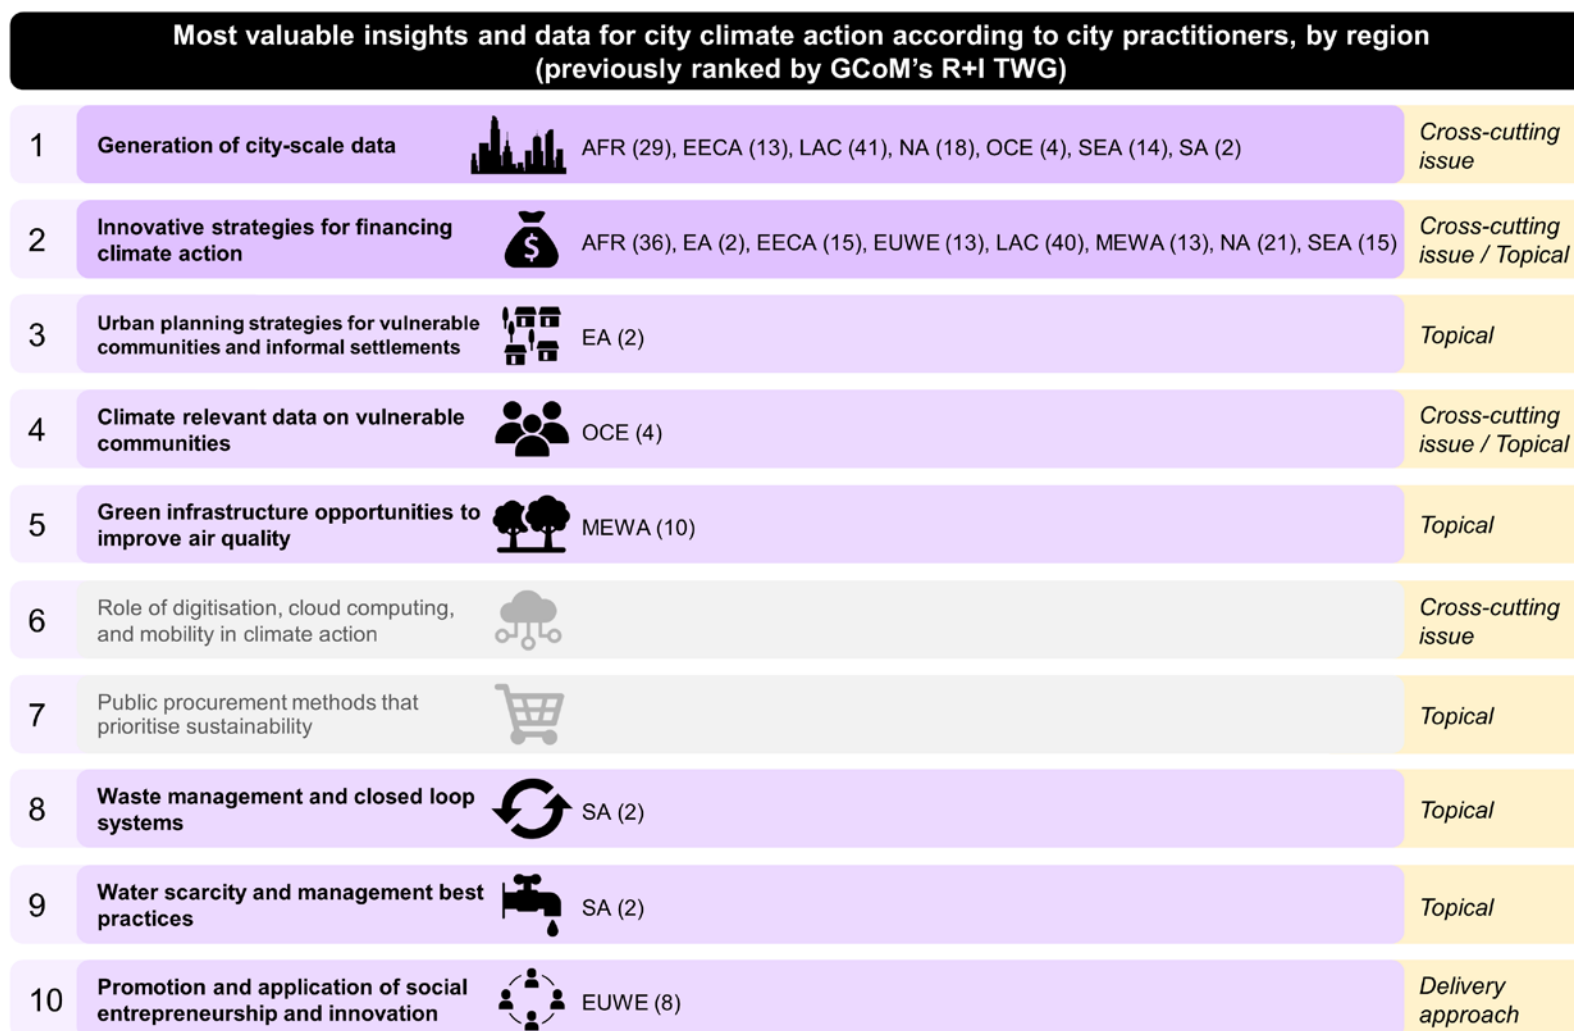 Most valuable insights and data for city climate action according to city practitioners, by region
(previously ranked by GCoM's R+I TWG)
1
Generation of city-scale data
AFR (29), EECA (13), LAC (41), NA (18), OCE (4), SEA (14), SA (2)
Cross-cutting
issue
2
Innovative strategies for financing
climate action
$
AFR (36), EA (2), EECA (15), EUWE (13), LAC (40), MEWA (13), NA (21), SEA (15)
Cross-cutting
issue / Topical
3
Urban planning strategies for vulnerable
communities and informal settlements
EA (2)
Topical
4
Climate relevant data on vulnerable
communities
OCE (4)
Cross-cutting
issue / Topical
5
Green infrastructure opportunities to
improve air quality
MEWA (10)
Topical
6
Role of digitisation, cloud computing,
and mobility in climate action
Cross-cutting
issue
7
Public procurement methods that
prioritise sustainability
Topical
8
Waste management and closed loop
systems
SA (2)
Topical
9
Water scarcity and management best
practices
SA (2)
Topical
10
Promotion and application of social
entrepreneurship and innovation
EUWE (8)
Delivery
approach